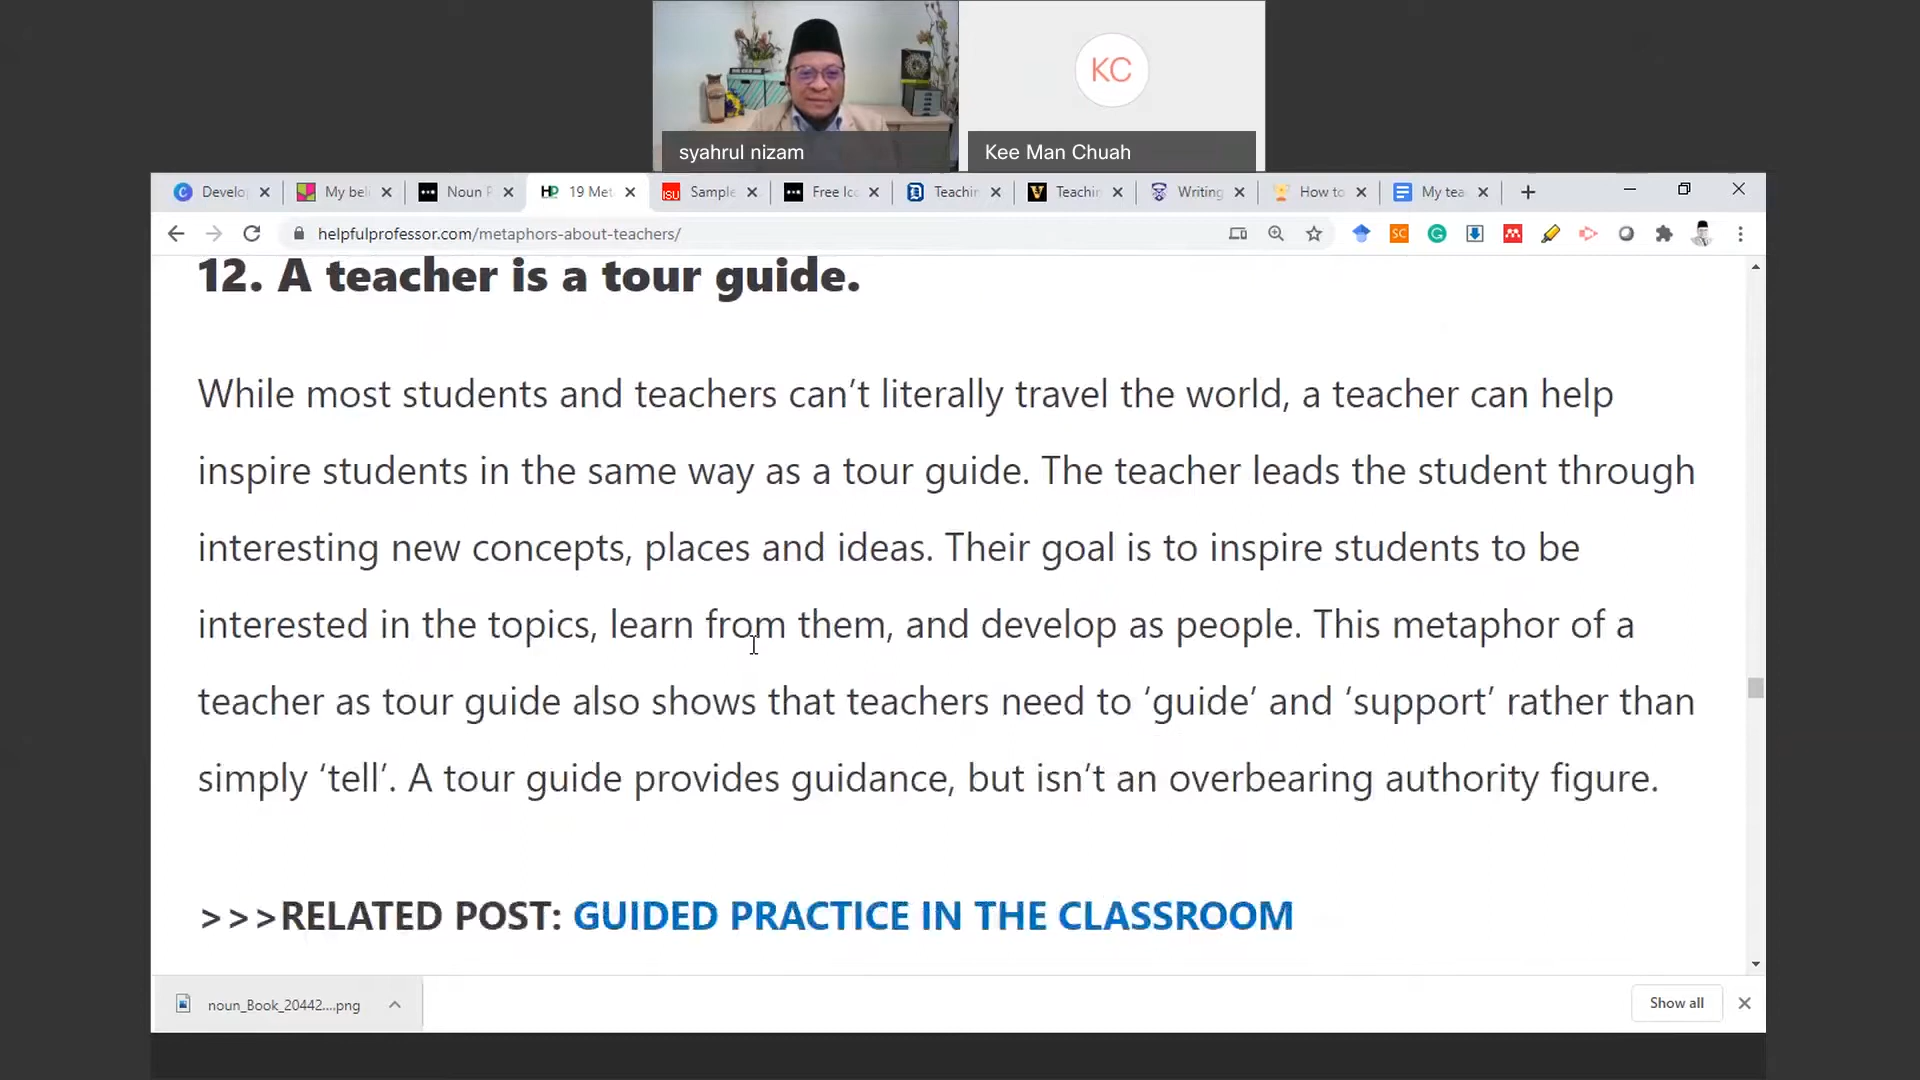 KC
syahrul nizam
Kee Man Chuah
Develo
My bel
Noun P
HP 19 Met
ISU Sample
Free Ico
Teachin
Teachin
Writing
How to
My tea
helpfulprofessor.com/metaphors-about-teachers/
SC
12. A teacher is a tour guide.
While most students and teachers can’t literally travel the world, a teacher can help
inspire students in the same way as a tour guide. The teacher leads the student through
interesting new concepts, places and ideas. Their goal is to inspire students to be
interested in the topics, learn from them, and develop as people. This metaphor of a
teacher as tour guide also shows that teachers need to ‘guide’ and ‘support’ rather than
simply ‘tell’. A tour guide provides guidance, but isn’t an overbearing authority figure.
>>>RELATED POST: GUIDED PRACTICE IN THE CLASSROOM
noun_Book_20442....png
Show all